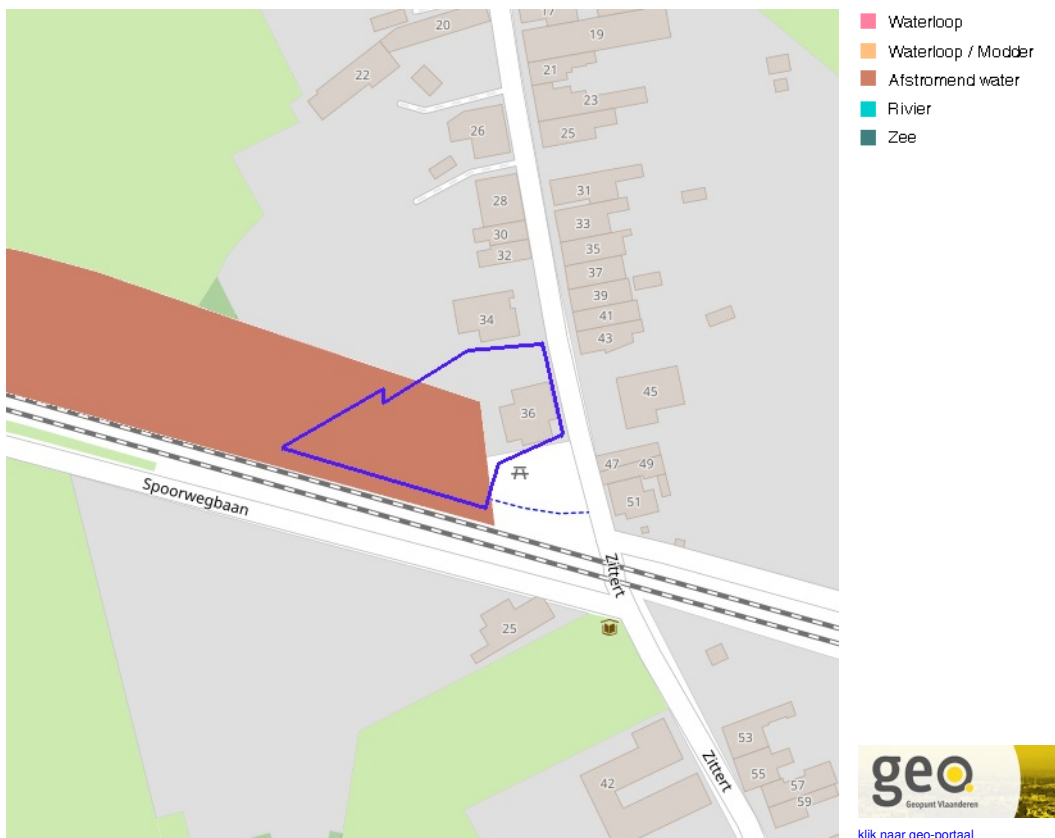 Waterloop
Waterloop / Modder
Afstromend water
Rivier
Zee
17
20
19
22
21
23
26
25
31
28
33
30
32
35
37
39
34
41
43
45
36
47 49
51
Spoorwegbaan
Zittert
25
53
Zittert
42
55
57
59
geo
Geopunt Vlaanderen
klik naar geo-portaal